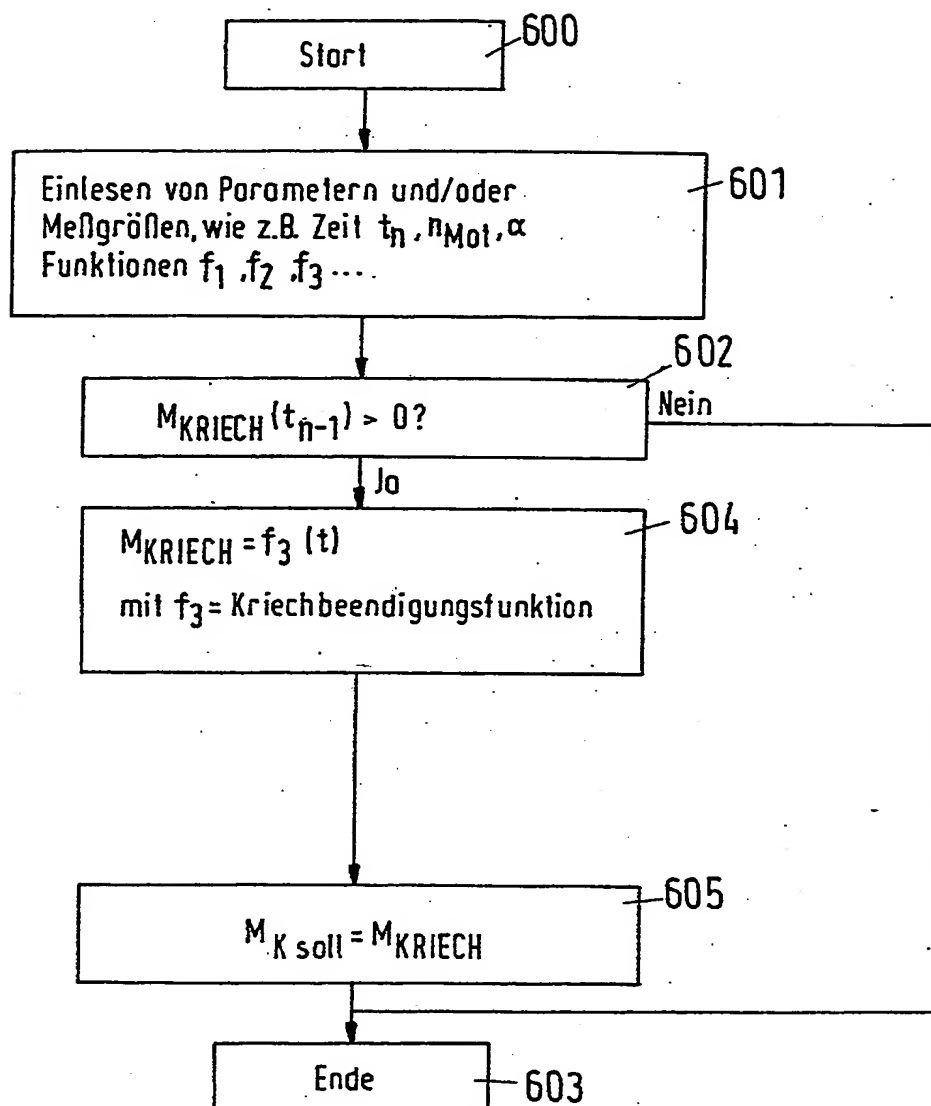 Start
600
Einlesen von Parametern und/oder
Meßgrößen, wie z.B. Zeit tn, nMot, α
Funktionen f1, f2, f3....
601
602
MKRIECH(tn-1) > 0?
Nein
Ja
MKRIECH = f3 (t)
mit f3 = Kriechbeendigungsfunktion
604
605
MK soll = MKRIECH
Ende
603